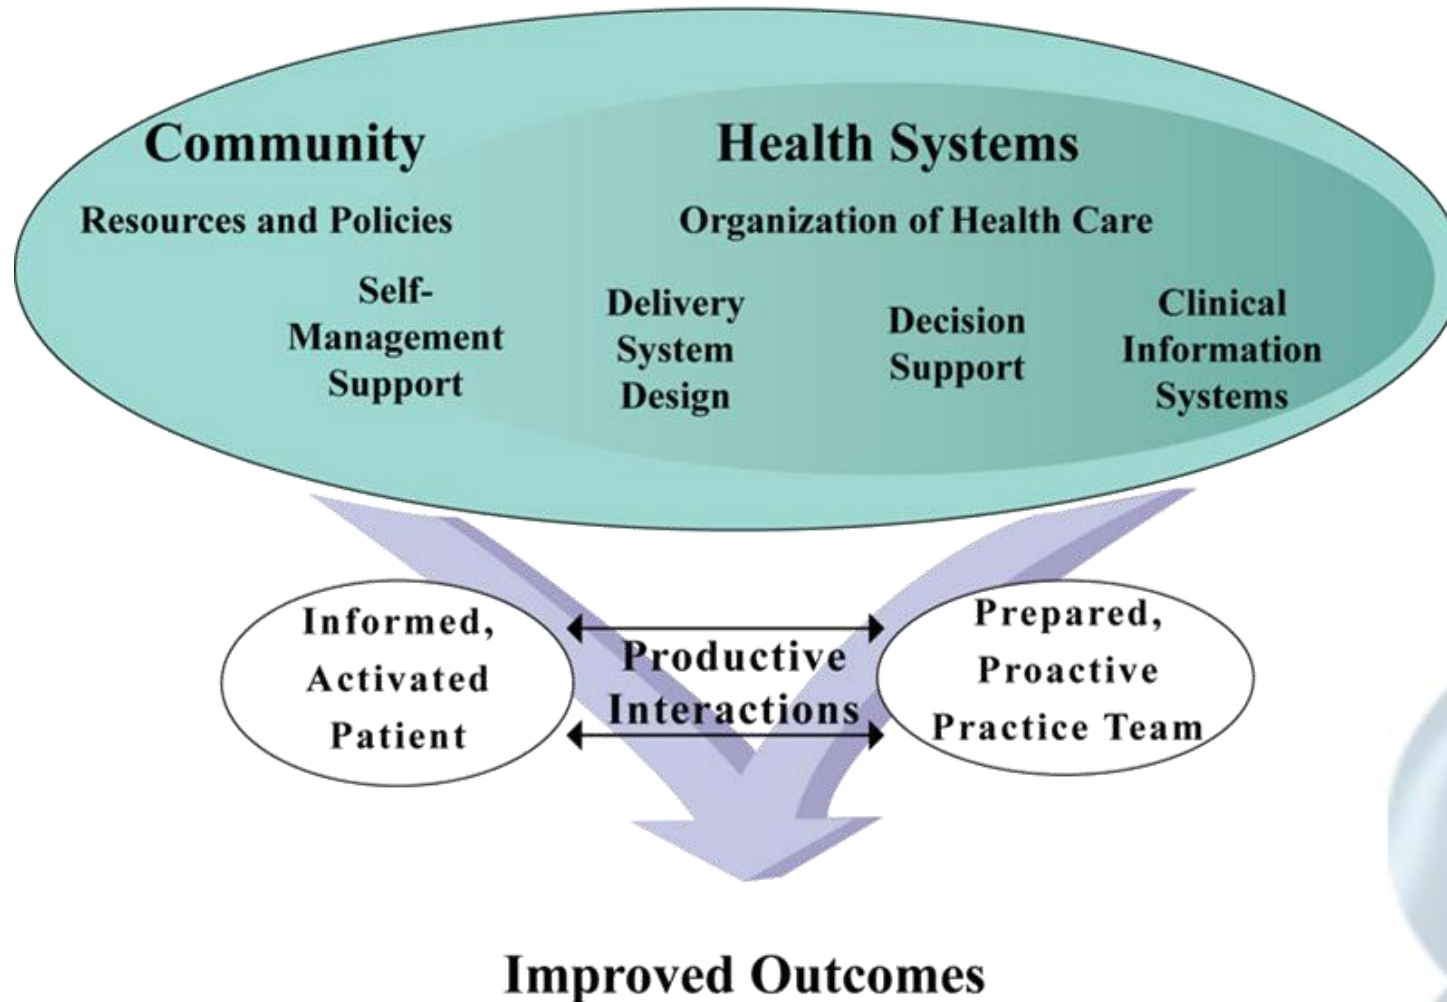 Community
Health Systems
Resources and Policies
Organization of Health Care
Self-
Management
Support
Delivery
System
Design
Decision
Support
Clinical
Information
Systems
Informed,
Activated
Patient
Productive
Interactions
Prepared,
Proactive
Practice Team
Improved Outcomes